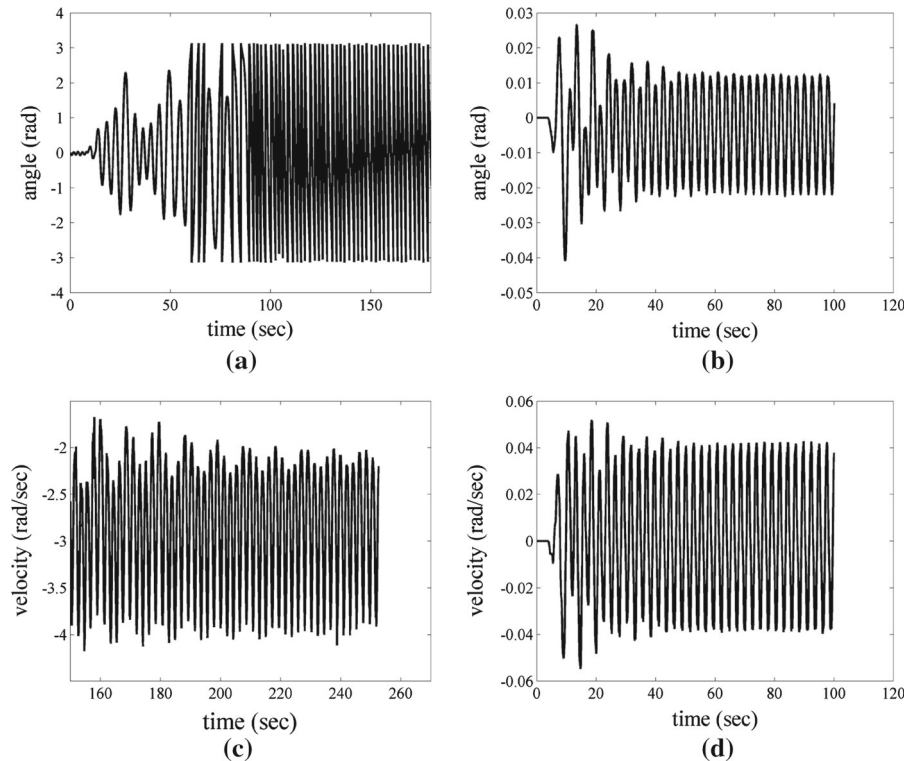 4
3
2
1
0
-1
-2
-3
-4
angle (rad)
0 50 100 150
time (sec)
(a)
0.03
0.02
0.01
0
-0.01
-0.02
-0.03
-0.04
-0.05
angle (rad)
0 20 40 60 80 100 120
time (sec)
(b)
-2
-2.5
-3
-3.5
-4
velocity (rad/sec)
160 180 200 220 240 260
time (sec)
(c)
0.06
0.04
0.02
0
-0.02
-0.04
-0.06
velocity (rad/sec)
0 20 40 60 80 100 120
time (sec)
(d)